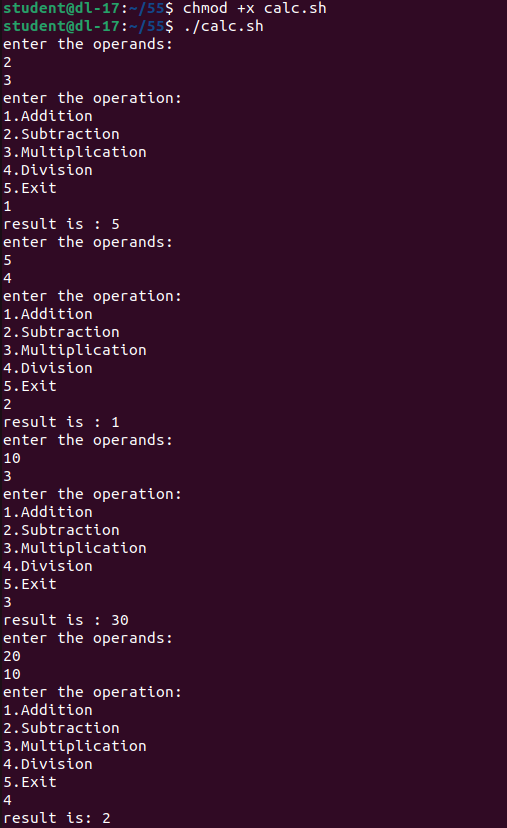 student@dl-17:~/55$ chmod +x calc.sh
student@dl-17:~/55$ ./calc.sh
enter the operands:
2
3
enter the operation:
1.Addition
2.Subtraction
3.Multiplication
4.Division
5.Exit
1
result is : 5
enter the operands:
5
4
enter the operation:
1.Addition
2.Subtraction
3.Multiplication
4.Division
5.Exit
2
result is : 1
enter the operands:
10
3
enter the operation:
1.Addition
2.Subtraction
3.Multiplication
4.Division
5.Exit
3
result is : 30
enter the operands:
20
10
enter the operation:
1.Addition
2.Subtraction
3.Multiplication
4.Division
5.Exit
4
result is: 2